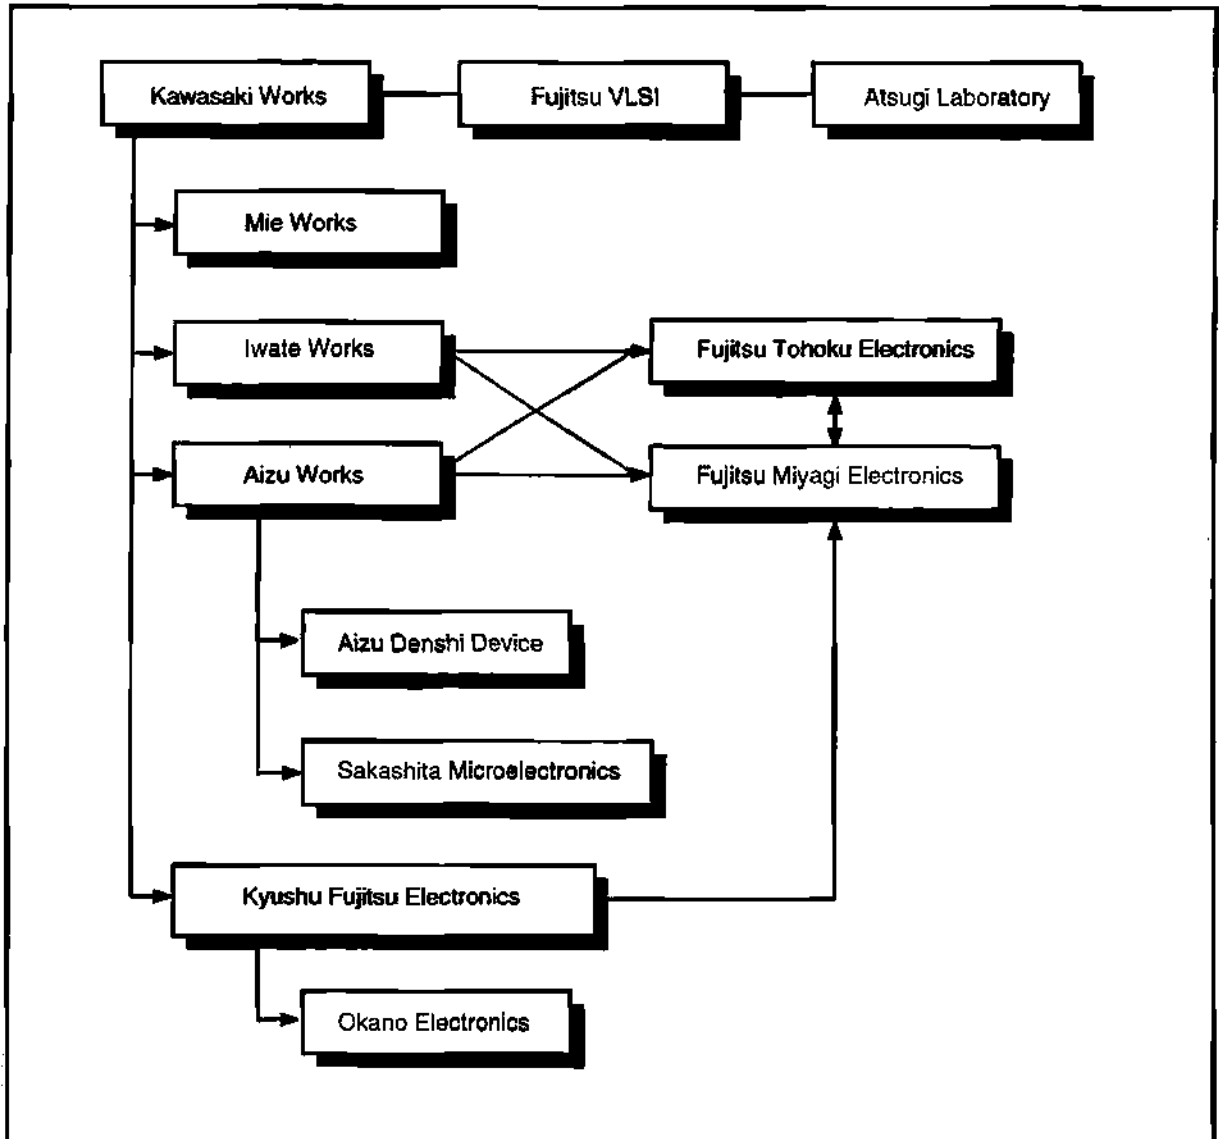 Kawasaki Works
Fujitsu VLSI
Atsugi Laboratory
Mie Works
Iwate Works
Fujitsu Tohoku Electronics
Aizu Works
Fujitsu Miyagi Electronics
Aizu Denshi Device
Sakashita Microelectronics
Kyushu Fujitsu Electronics
Okano Electronics